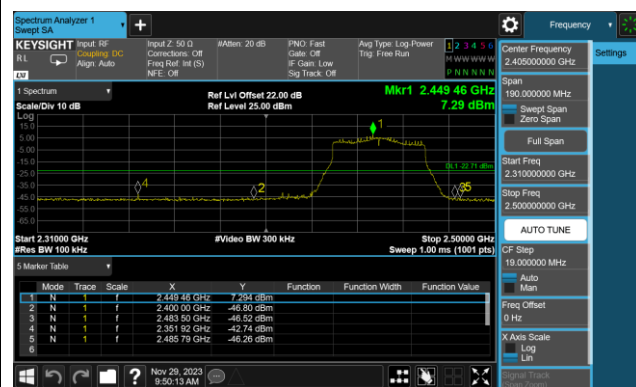 Spectrum Analyzer 1
Swept SA
Frequency
KEYSIGHT
RL
Input: RF
Coupling: DC
Align: Auto
Input Z: 50 Ω
Corrections: Off
Freq Ref: Int (S)
NFE: Off
#Atten: 20 dB
PNO: Fast
Gate: Off
IF Gain: Low
Sig Track: Off
Avg Type: Log-Power
Trig: Free Run
1 2 3 4 5 6
M W W W W W
P N N N N N
Center Frequency
2.405000000 GHz
Settings
1 Spectrum
Scale/Div 10 dB
Ref Lvl Offset 22.00 dB
Ref Level 25.00 dBm
Mkr1 2.449 46 GHz
7.29 dBm
Span
190.000000 MHz
Swept Span
Zero Span
Full Span
Start Freq
2.310000000 GHz
Stop Freq
2.500000000 GHz
AUTO TUNE
Log
15.0
5.00
-5.00
-15.0
-25.0
-35.0
-45.0
-55.0
-65.0
1
DL1 -22.71 dBm
4
2
35
Start 2.31000 GHz
#Res BW 100 kHz
#Video BW 300 kHz
Stop 2.50000 GHz
Sweep 1.00 ms (1001 pts)
CF Step
19.000000 MHz
Auto
Man
Freq Offset
0 Hz
X Axis Scale
Log
Lin
Signal Track
(Span Zoom)
5 Marker Table
Mode Trace Scale X Y Function Function Width Function Value
1 N 1 f 2.449 46 GHz 7.294 dBm
2 N 1 f 2.400 00 GHz -46.80 dBm
3 N 1 f 2.483 50 GHz -46.52 dBm
4 N 1 f 2.351 92 GHz -42.74 dBm
5 N 1 f 2.485 79 GHz -46.26 dBm
6
?
Nov 29, 2023
9:50:13 AM